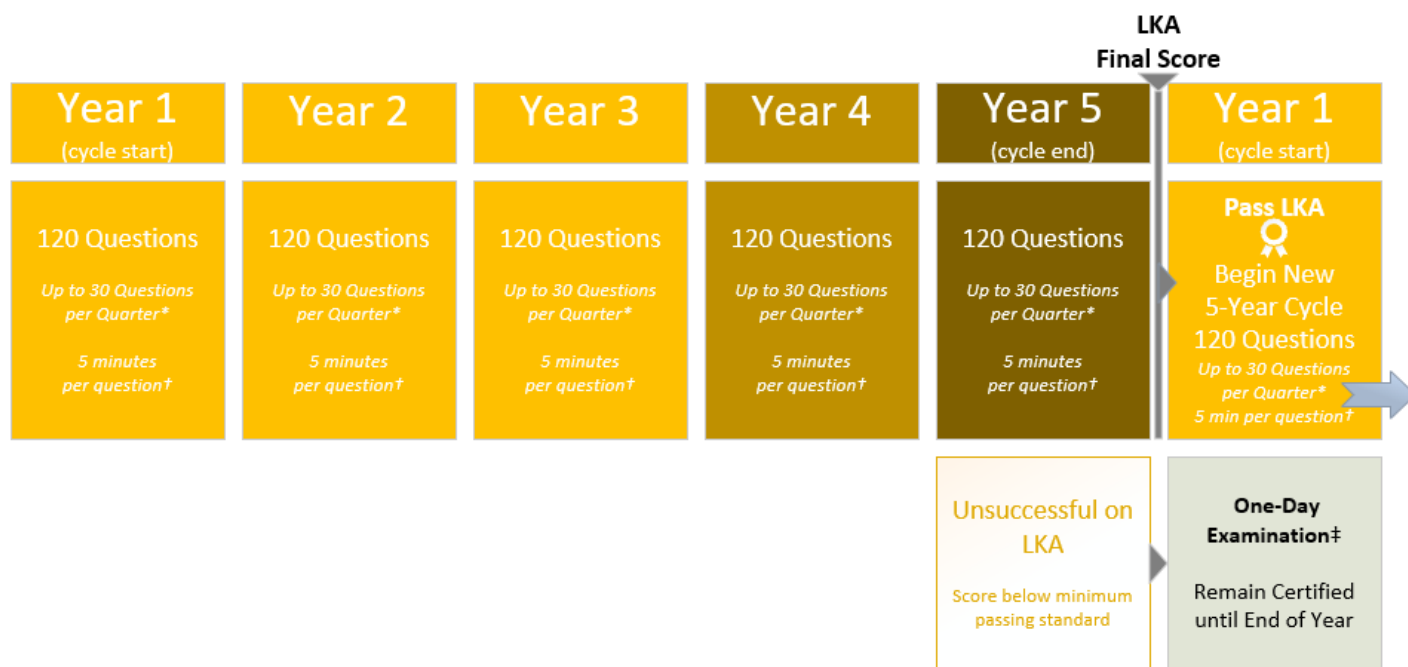 LKA
Final Score
Year 1
(cycle start)
Year 2
Year 3
Year 4
Year 5
(cycle end)
Year 1
(cycle start)
120 Questions
Up to 30 Questions
per Quarter*
5 minutes
per question†
120 Questions
Up to 30 Questions
per Quarter*
5 minutes
per question†
120 Questions
Up to 30 Questions
per Quarter*
5 minutes
per question†
120 Questions
Up to 30 Questions
per Quarter*
5 minutes
per question†
120 Questions
Up to 30 Questions
per Quarter*
5 minutes
per question†
Pass LKA
Begin New
5-Year Cycle
120 Questions
Up to 30 Questions
per Quarter*
5 min per question†
Unsuccessful on
LKA
Score below minimum
passing standard
One-Day
Examination‡
Remain Certified
until End of Year